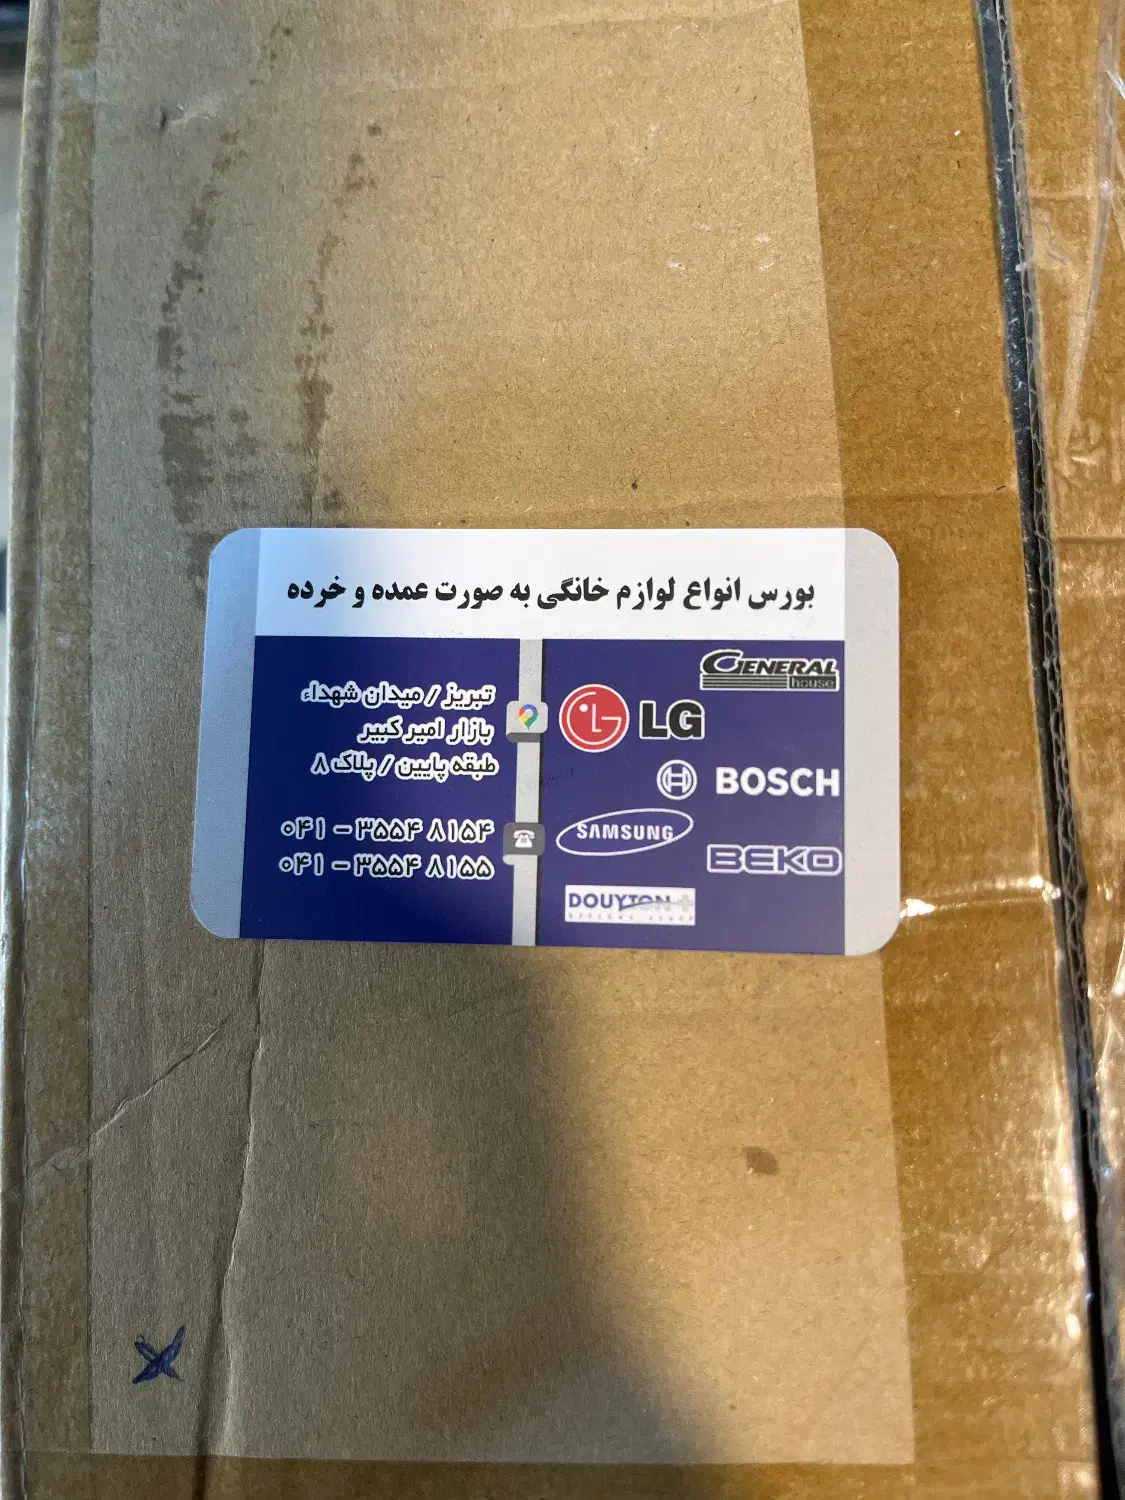 بورس انواع لوازم خانگی به صورت عمده و خرده
GENERAL
house
LG
BOSCH
SAMSUNG
BEKO
DOUYTON+
تبریز / میدان شهداء
بازار امیر کبیر
طبقه پایین / پلاک ۸
۰۴۱ - ۳۵۵۴ ۸۱۵۴
۰۴۱ - ۳۵۵۴ ۸۱۵۵